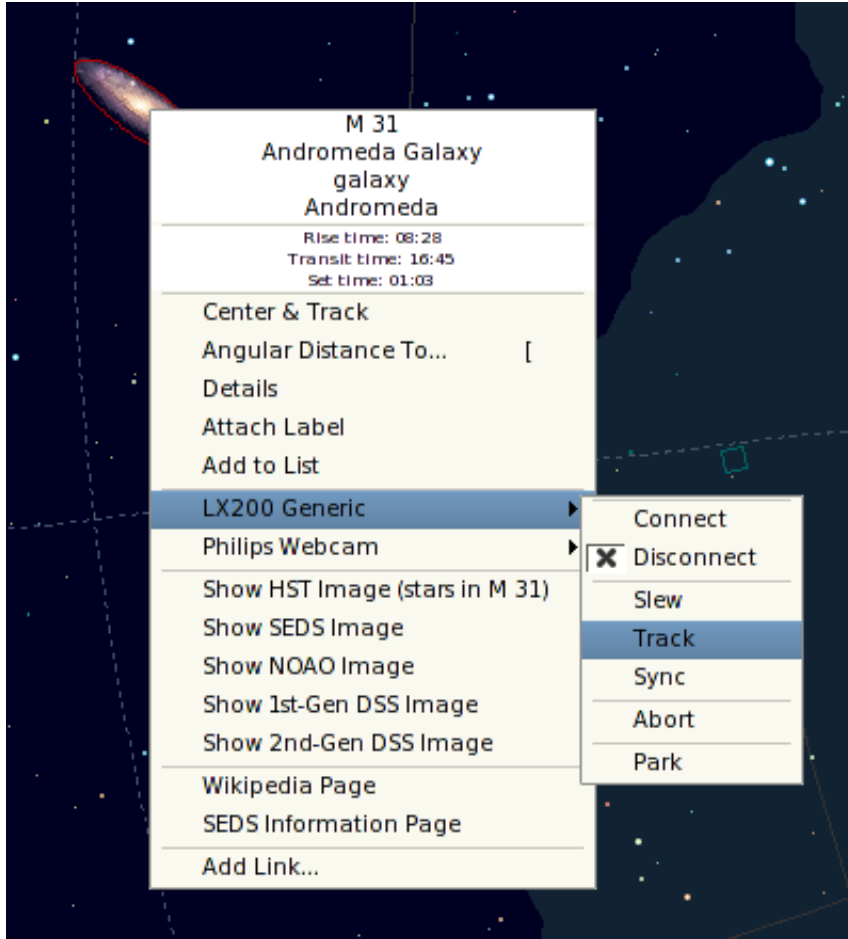 M 31
Andromeda Galaxy
galaxy
Andromeda
Rise time: 08:28
Transit time: 16:45
Set time: 01:03
Center & Track
Angular Distance To... [
Details
Attach Label
Add to List
LX200 Generic
Philips Webcam
Show HST Image (stars in M 31)
Show SEDS Image
Show NOAO Image
Show 1st-Gen DSS Image
Show 2nd-Gen DSS Image
Wikipedia Page
SEDS Information Page
Add Link...
Connect
Disconnect
Slew
Track
Sync
Abort
Park